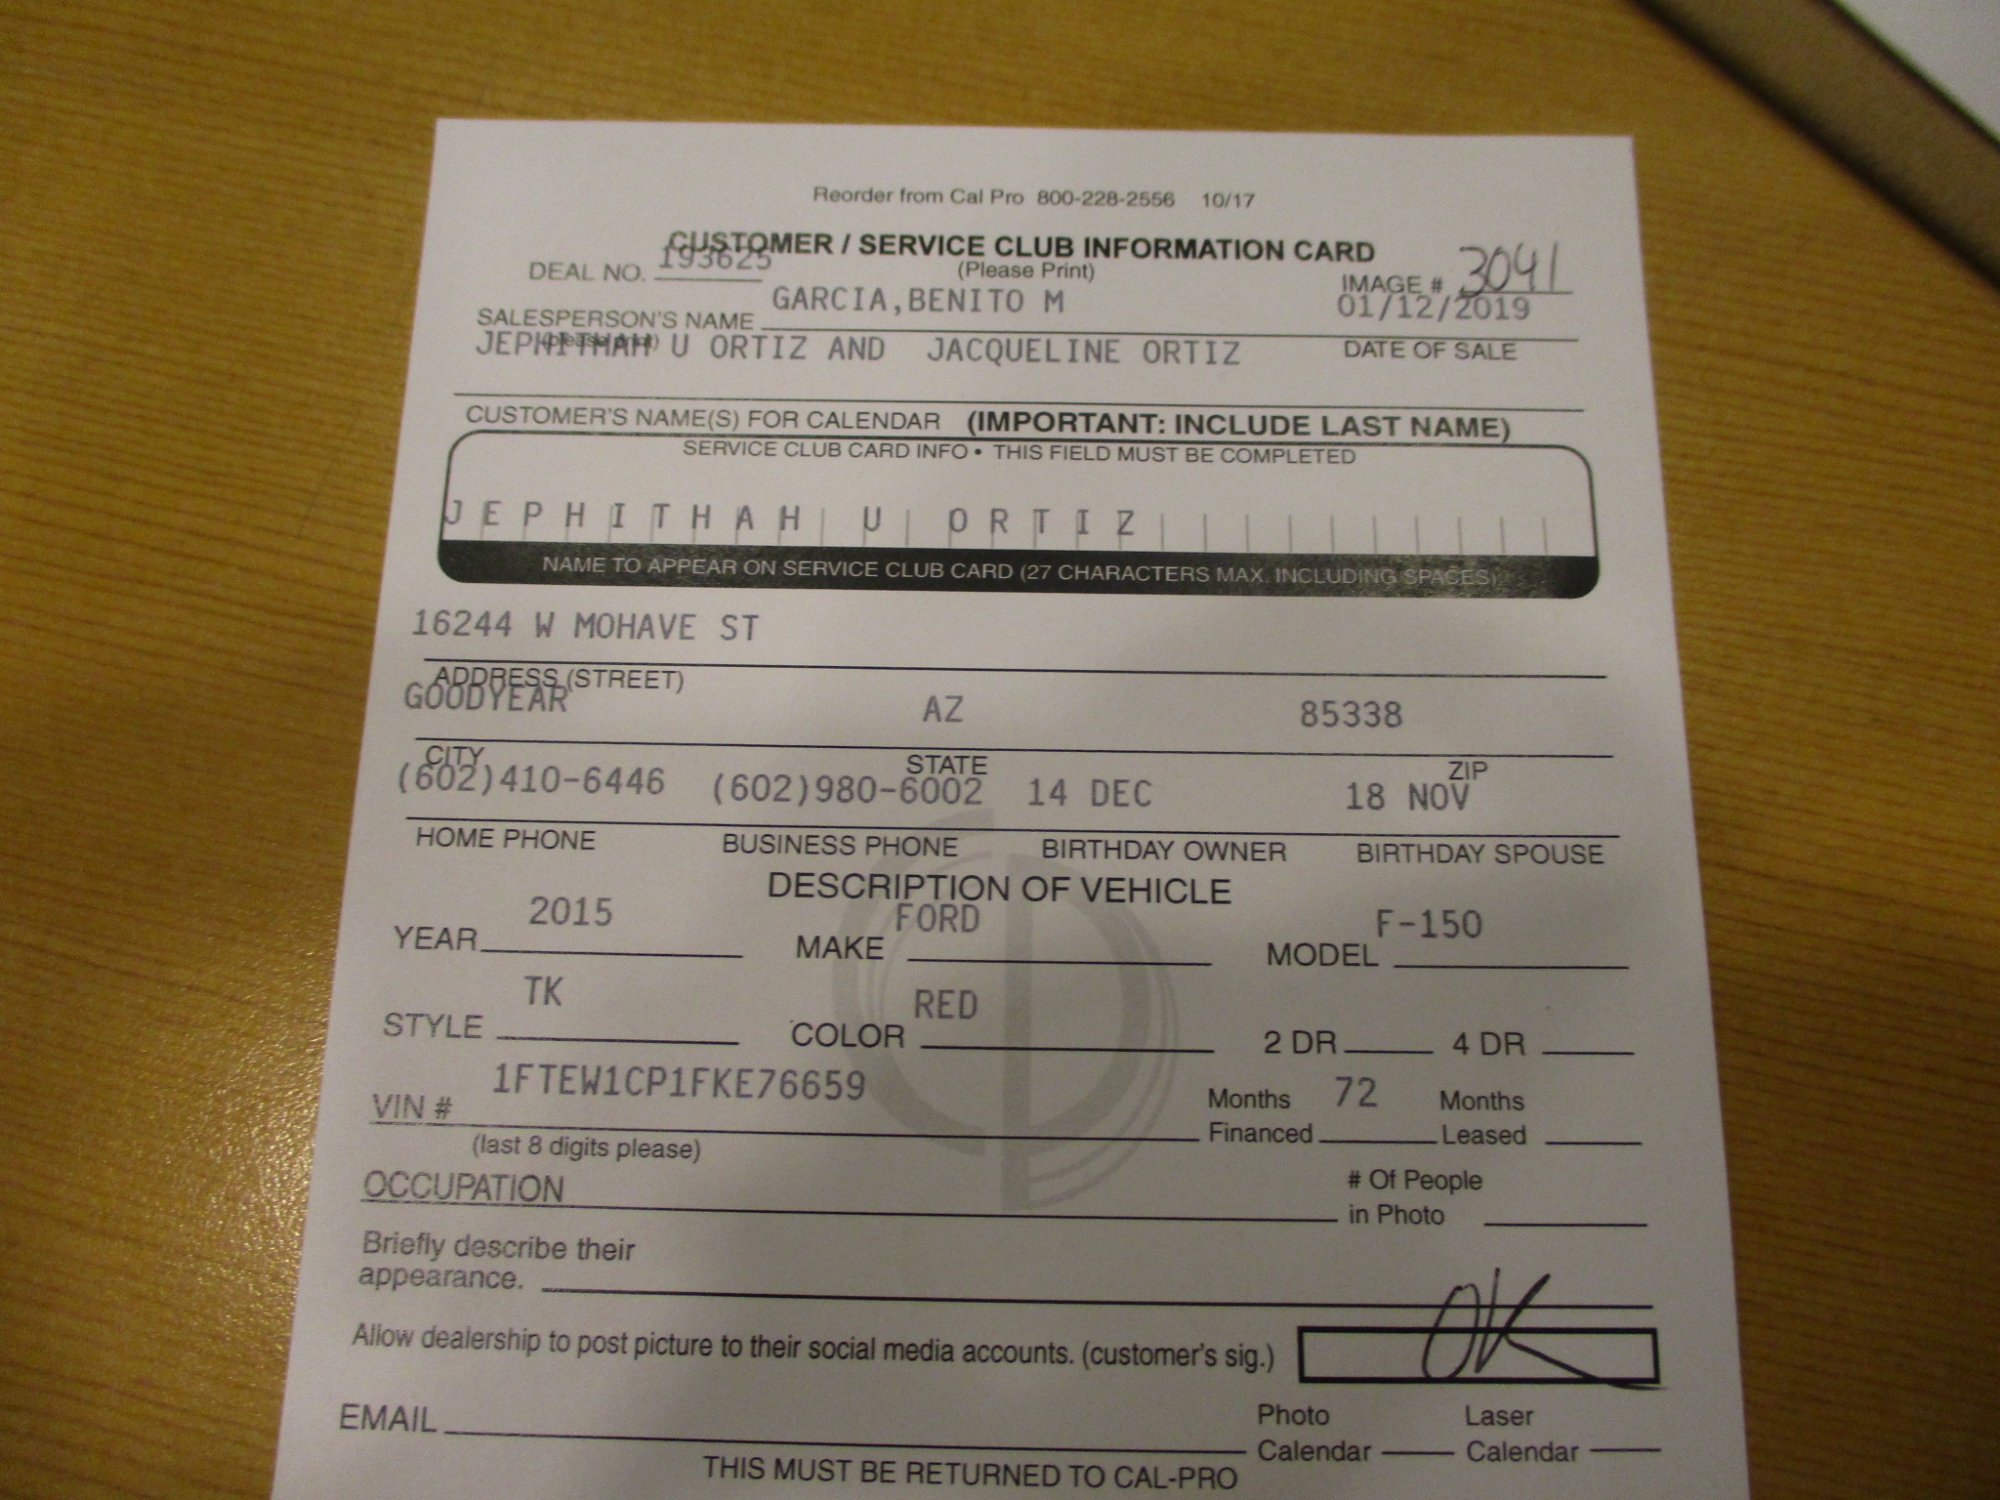 Reorder from Cal Pro 800-228-2556 10/17
CUSTOMER / SERVICE CLUB INFORMATION CARD
(Please Print)
DEAL NO. 193625
IMAGE # 3041
SALESPERSON'S NAME GARCIA,BENITO M
01/12/2019
(please print)
DATE OF SALE
JEPHITHAH U ORTIZ AND JACQUELINE ORTIZ
CUSTOMER'S NAME(S) FOR CALENDAR (IMPORTANT: INCLUDE LAST NAME)
SERVICE CLUB CARD INFO • THIS FIELD MUST BE COMPLETED
JEPHITHAH U ORTIZ
NAME TO APPEAR ON SERVICE CLUB CARD (27 CHARACTERS MAX. INCLUDING SPACES)
16244 W MOHAVE ST
ADDRESS (STREET)
GOODYEAR AZ 85338
CITY STATE ZIP
(602)410-6446 (602)980-6002 14 DEC 18 NOV
HOME PHONE BUSINESS PHONE BIRTHDAY OWNER BIRTHDAY SPOUSE
DESCRIPTION OF VEHICLE
YEAR 2015 MAKE FORD MODEL F-150
STYLE TK COLOR RED 2 DR 4 DR
VIN # 1FTEW1CP1FKE76659 Months Financed 72 Months Leased
(last 8 digits please)
OCCUPATION # Of People in Photo
Briefly describe their
appearance.
Allow dealership to post picture to their social media accounts. (customer's sig.) OK
EMAIL Photo Calendar Laser Calendar
THIS MUST BE RETURNED TO CAL-PRO